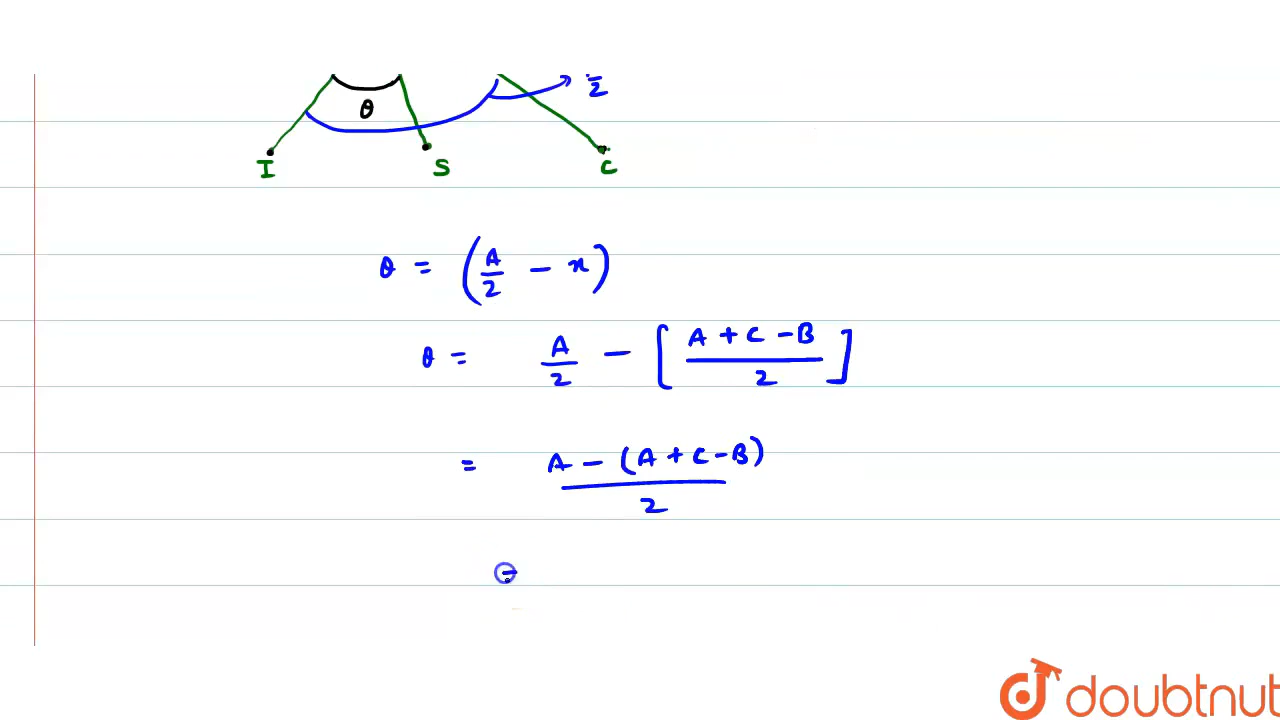 θ
2
I S C
θ = (A/2 - x)
θ = A/2 - [A + C - B / 2]
= A - (A + C - B) / 2
=
doubtnut